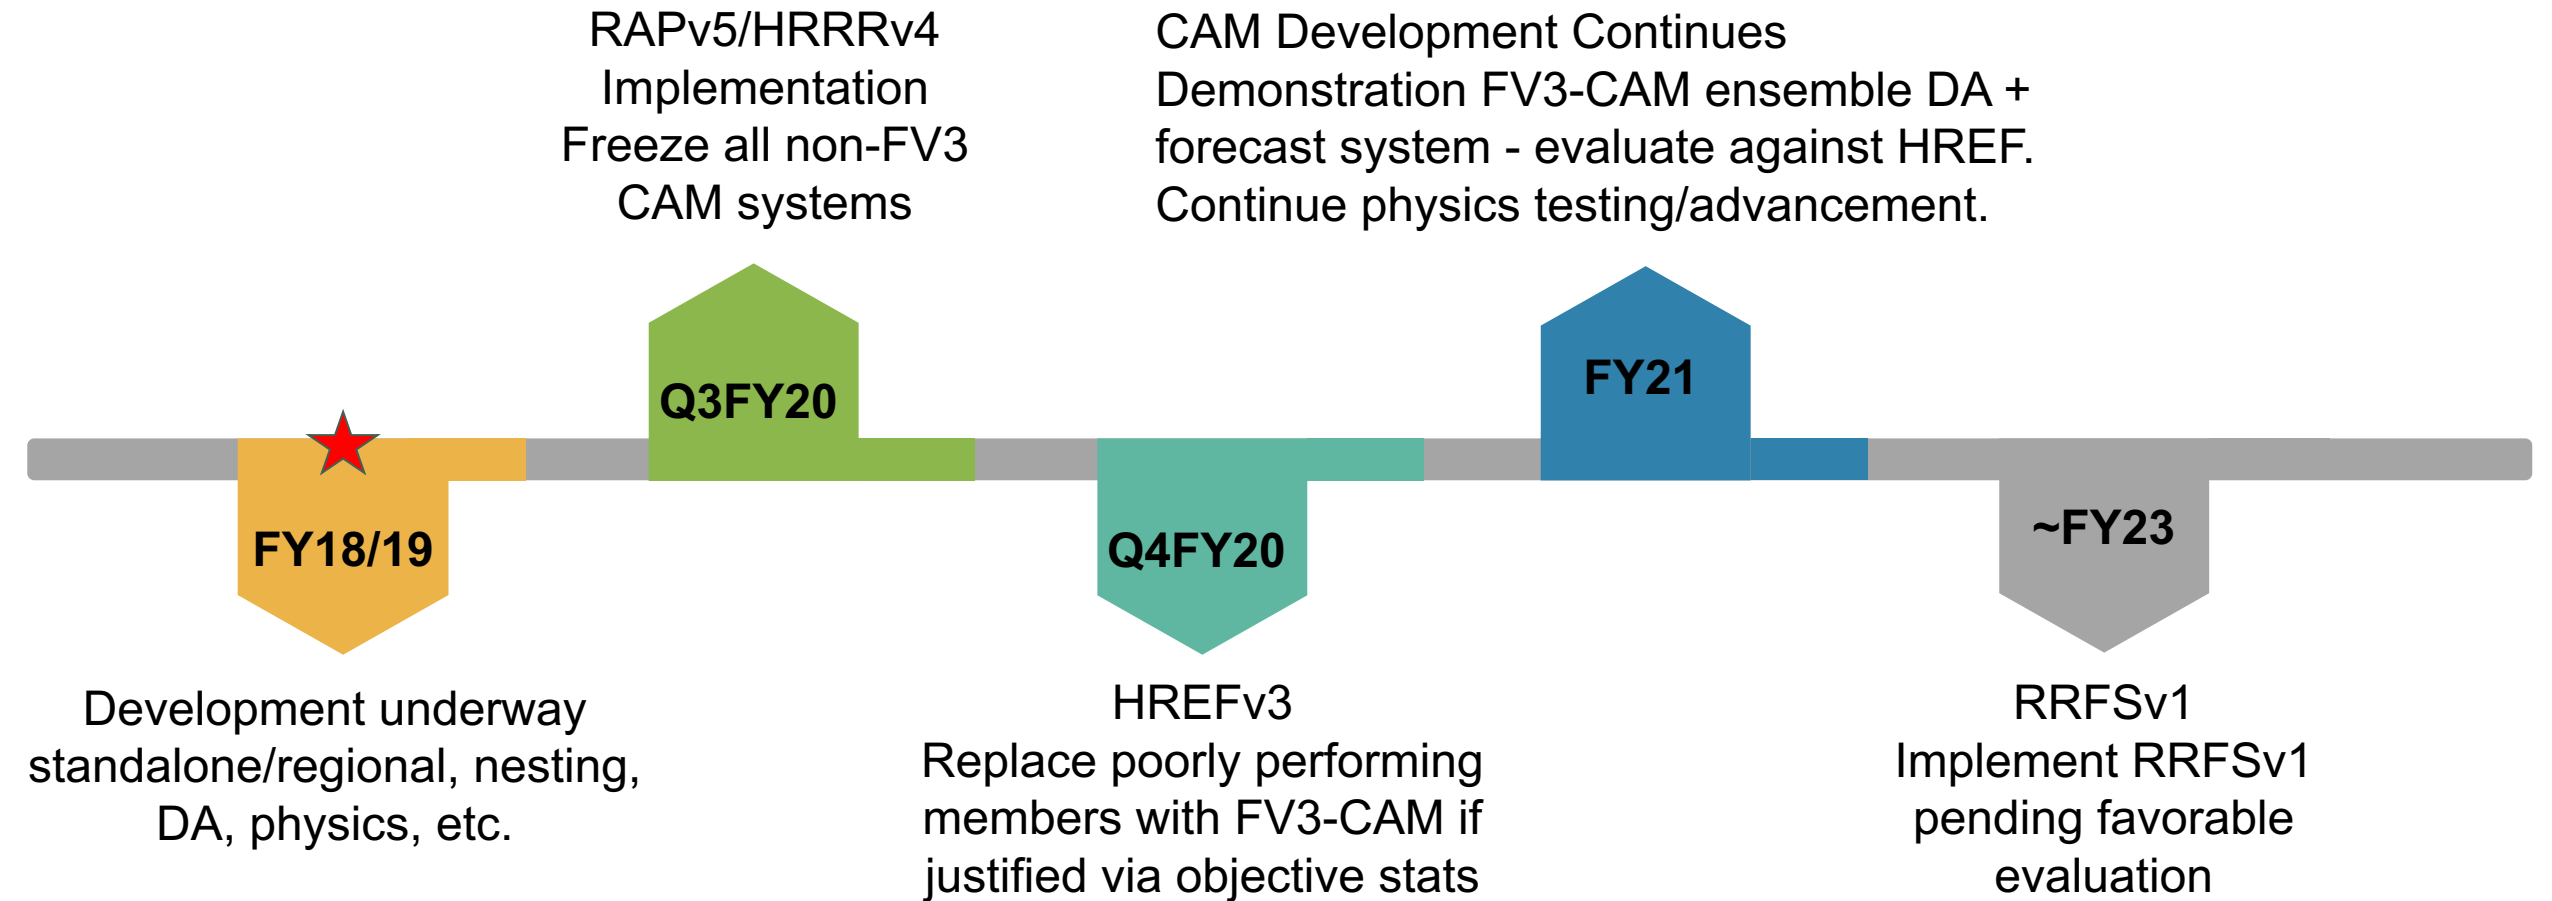 RAPv5/HRRRv4
Implementation
Freeze all non-FV3
CAM systems
CAM Development Continues
Demonstration FV3-CAM ensemble DA +
forecast system - evaluate against HREF.
Continue physics testing/advancement.
Q3FY20
FY21
FY18/19
Q4FY20
~FY23
Development underway
standalone/regional, nesting,
DA, physics, etc.
HREFv3
Replace poorly performing
members with FV3-CAM if
justified via objective stats
RRFSv1
Implement RRFSv1
pending favorable
evaluation